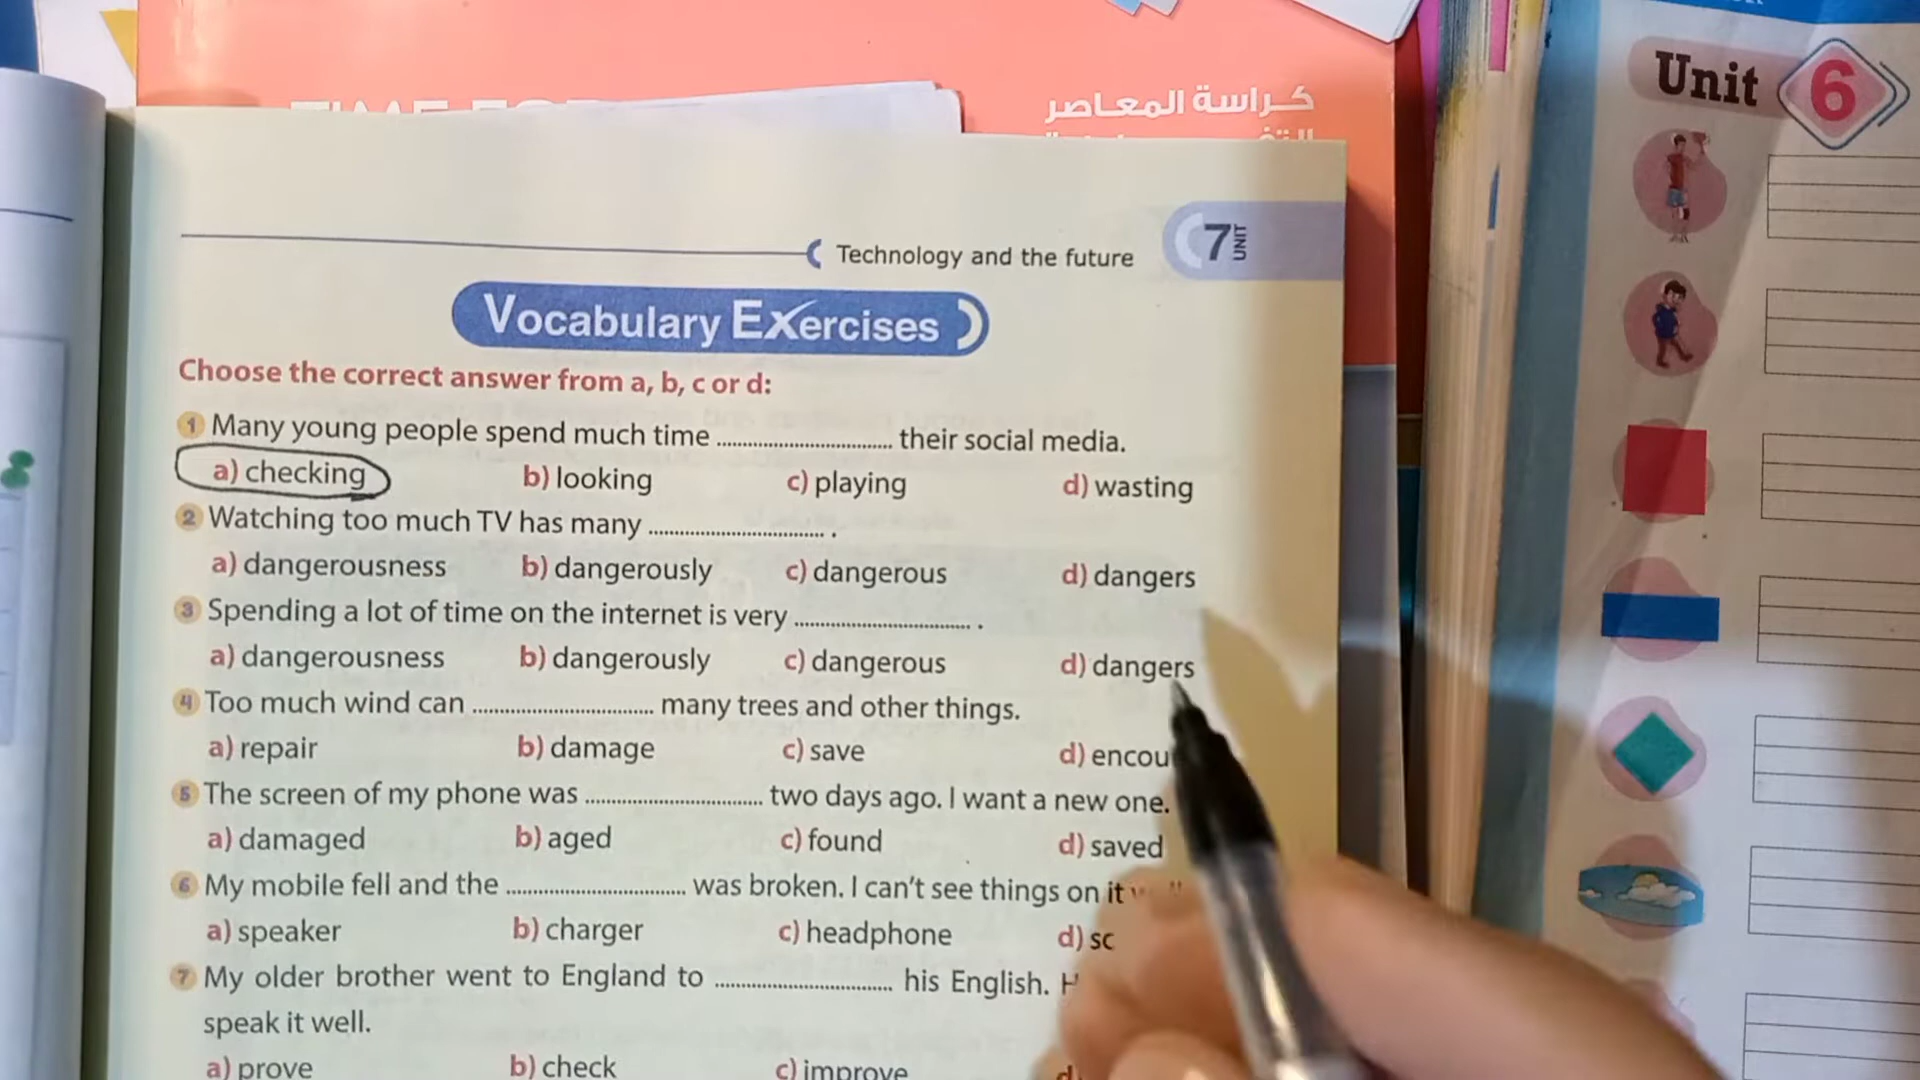 كراسة المعاصر
Unit 6
Technology and the future
7 UNIT
Vocabulary Exercises
Choose the correct answer from a, b, c or d:
1 Many young people spend much time .............................. their social media.
a) checking b) looking c) playing d) wasting
2 Watching too much TV has many .............................. .
a) dangerousness b) dangerously c) dangerous d) dangers
3 Spending a lot of time on the internet is very .............................. .
a) dangerousness b) dangerously c) dangerous d) dangers
4 Too much wind can .............................. many trees and other things.
a) repair b) damage c) save d) encou
5 The screen of my phone was .............................. two days ago. I want a new one.
a) damaged b) aged c) found d) saved
6 My mobile fell and the .............................. was broken. I can't see things on it
a) speaker b) charger c) headphone d) sc
7 My older brother went to England to .............................. his English. H
speak it well.
a) prove b) check c) improve d